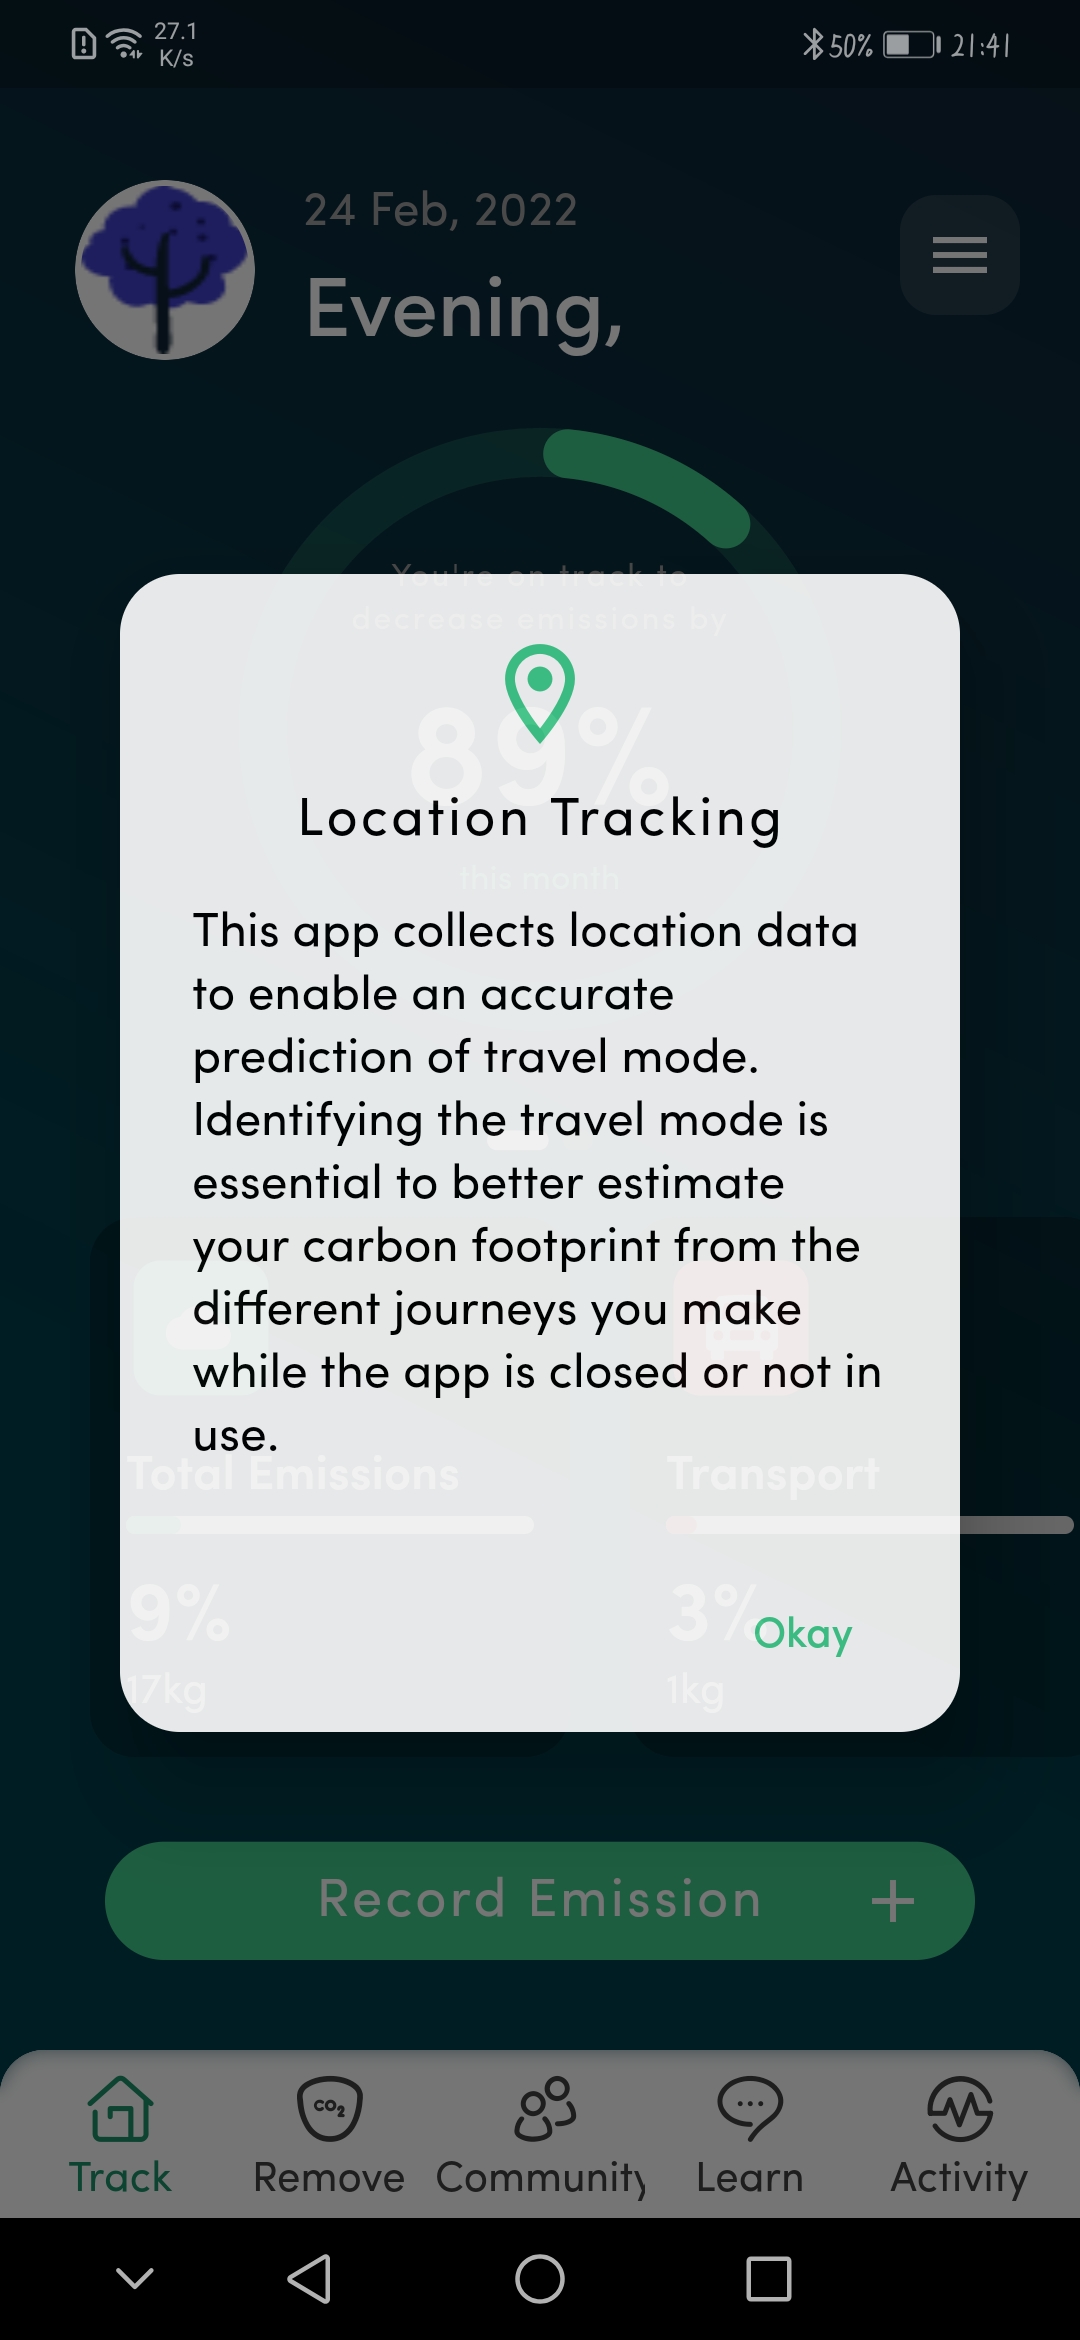 27.1
K/s
50%
21:41
24 Feb, 2022
Evening,
You're on track to
decrease emissions by
89%
Location Tracking
this month
This app collects location data
to enable an accurate
prediction of travel mode.
Identifying the travel mode is
essential to better estimate
your carbon footprint from the
different journeys you make
while the app is closed or not in
use.
Total Emissions
Transport
9%
3%
Okay
17kg
1kg
Record Emission
CO2
Track
Remove
Community
Learn
Activity